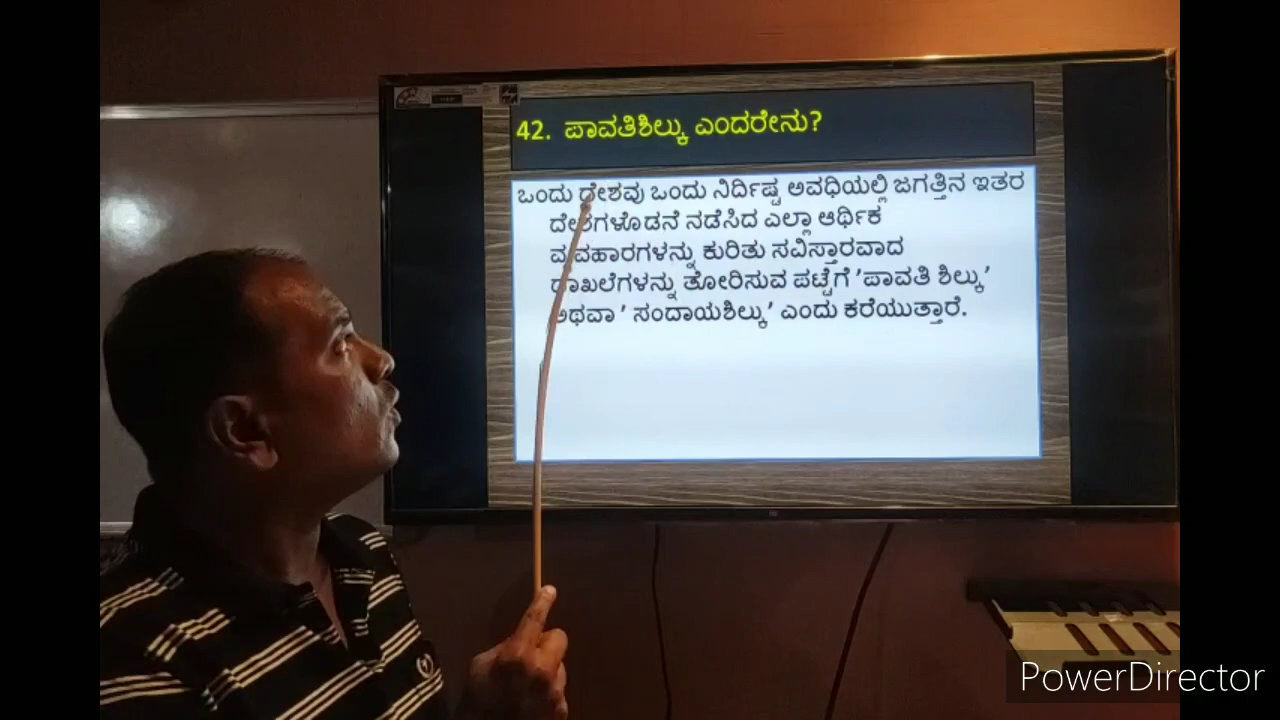 42. ಪಾವತಿಶಿಲ್ಕು ಎಂದರೇನು?
ಒಂದು ದೇಶವು ಒಂದು ನಿರ್ದಿಷ್ಟ ಅವಧಿಯಲ್ಲಿ ಜಗತ್ತಿನ ಇತರ
ದೇಶಗಳೊಡನೆ ನಡೆಸಿದ ಎಲ್ಲಾ ಆರ್ಥಿಕ
ವ್ಯವಹಾರಗಳನ್ನು ಕುರಿತು ಸವಿಸ್ತಾರವಾದ
ದಾಖಲೆಗಳನ್ನು ತೋರಿಸುವ ಪಟ್ಟಿಗೆ 'ಪಾವತಿ ಶಿಲ್ಕು'
ಅಥವಾ ' ಸಂದಾಯಶಿಲ್ಕು' ಎಂದು ಕರೆಯುತ್ತಾರೆ.
PowerDirector